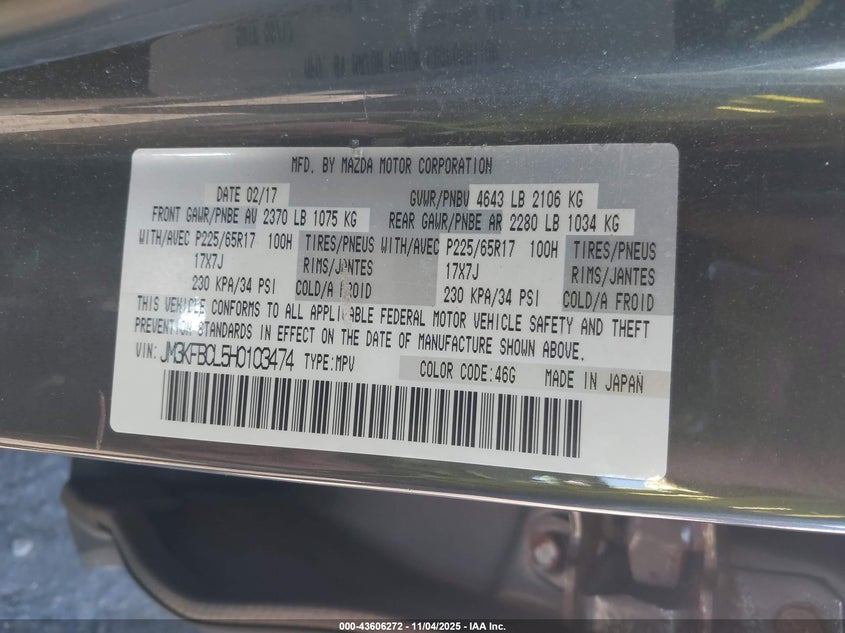 MFD. BY MAZDA MOTOR CORPORATION
DATE 02/17 GVWR/PNBV 4643 LB 2106 KG
FRONT GAWR/PNBE AV 2370 LB 1075 KG REAR GAWR/PNBE AR 2280 LB 1034 KG
WITH/AVEC P225/65R17 100H TIRES/PNEUS WITH/AVEC P225/65R17 100H TIRES/PNEUS
17X7J RIMS/JANTES 17X7J RIMS/JANTES
230 KPA/34 PSI COLD/A FROID 230 KPA/34 PSI COLD/A FROID
THIS VEHICLE CONFORMS TO ALL APPLICABLE FEDERAL MOTOR VEHICLE SAFETY AND THEFT
PREVENTION STANDARDS IN EFFECT ON THE DATE OF MANUFACTURE SHOWN ABOVE.
VIN: JM3KFBCL5H0103474 TYPE:MPV COLOR CODE:46G MADE IN JAPAN
000-43606272 - 11/04/2025 - IAA Inc.